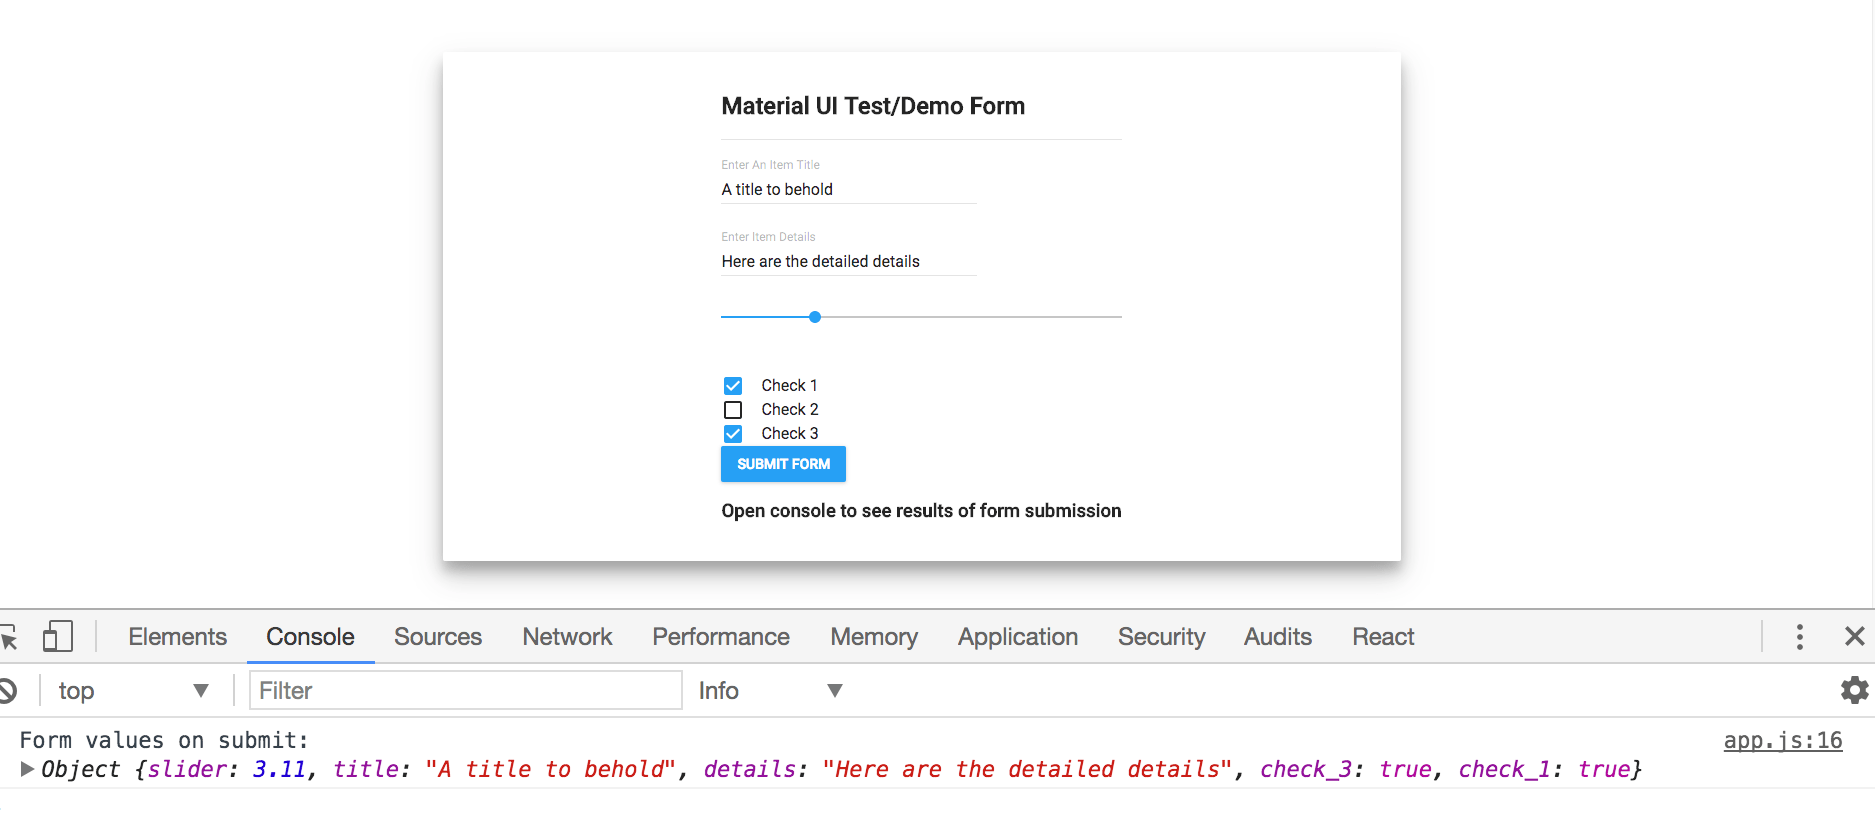 Material UI Test/Demo Form
Enter An Item Title
A title to behold
Enter Item Details
Here are the detailed details
Check 1
Check 2
Check 3
SUBMIT FORM
Open console to see results of form submission
Elements Console Sources Network Performance Memory Application Security Audits React
top Filter Info
Form values on submit: app.js:16
Object {slider: 3.11, title: "A title to behold", details: "Here are the detailed details", check_3: true, check_1: true}